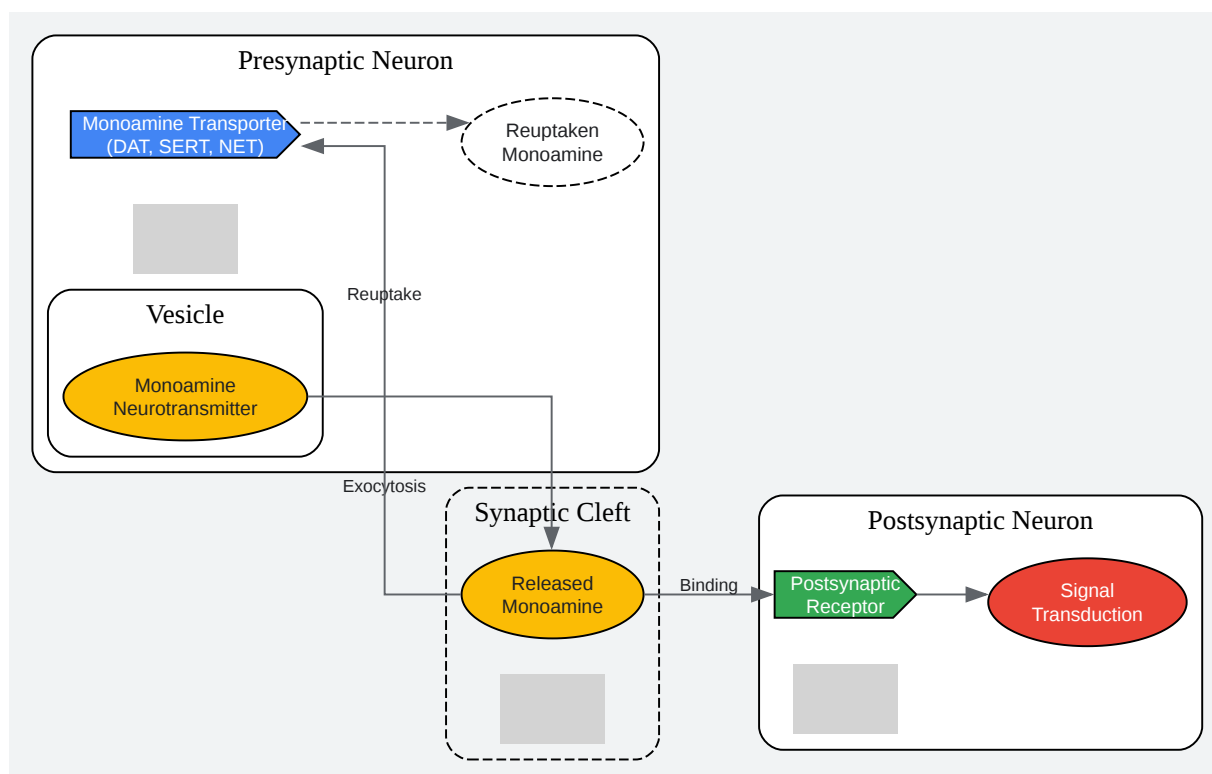 Presynaptic Neuron
Monoamine Transporter
(DAT, SERT, NET)
Reuptaken
Monoamine
Reuptake
Vesicle
Monoamine
Neurotransmitter
Exocytosis
Synaptic Cleft
Released
Monoamine
Binding
Postsynaptic Neuron
Postsynaptic
Receptor
Signal
Transduction